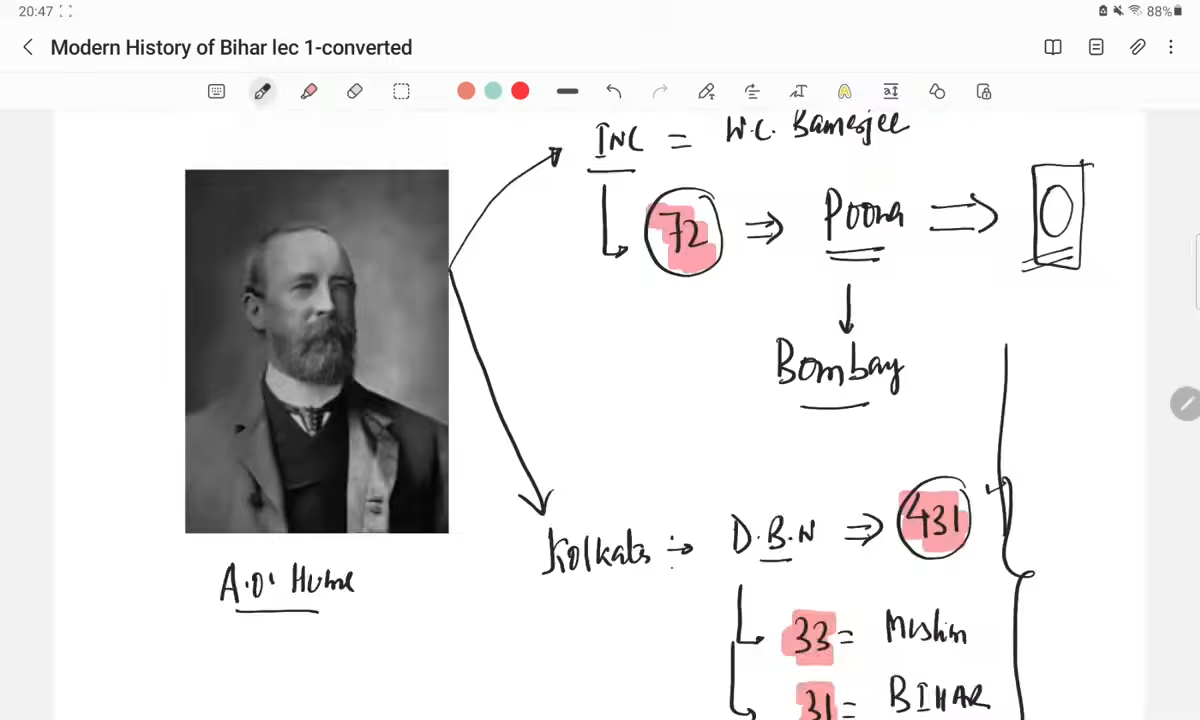 20:47
88%
Modern History of Bihar lec 1-converted
INC = W.C. Banerjee
72 ⇒ Poona ⇒ 0
↓
Bombay
Kolkata → D.B.N ⇒ 431
A.O. Hume
33 = Muslim
31 = BIHAR